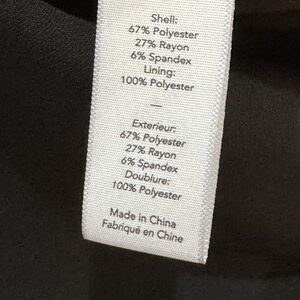 Shell:
67% Polyester
27% Rayon
6% Spandex
Lining:
100% Polyester
—
Exterieur:
67% Polyester
27% Rayon
6% Spandex
Doublure:
100% Polyester
Made in China
Fabriqué en Chine